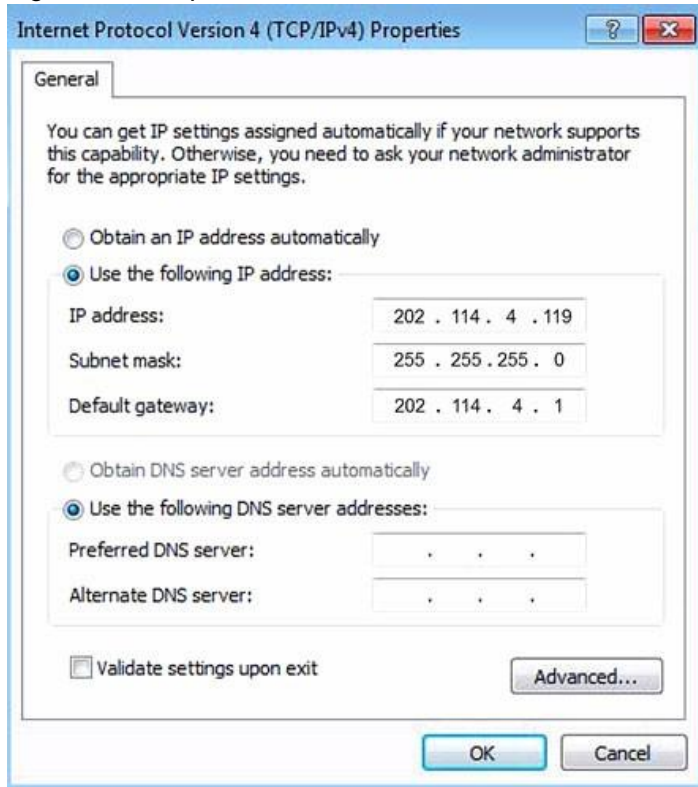 Internet Protocol Version 4 (TCP/IPv4) Properties
General
You can get IP settings assigned automatically if your network supports
this capability. Otherwise, you need to ask your network administrator
for the appropriate IP settings.
Obtain an IP address automatically
Use the following IP address:
IP address: 202 . 114 . 4 . 119
Subnet mask: 255 . 255 . 255 . 0
Default gateway: 202 . 114 . 4 . 1
Obtain DNS server address automatically
Use the following DNS server addresses:
Preferred DNS server: . . .
Alternate DNS server: . . .
Validate settings upon exit
Advanced...
OK Cancel